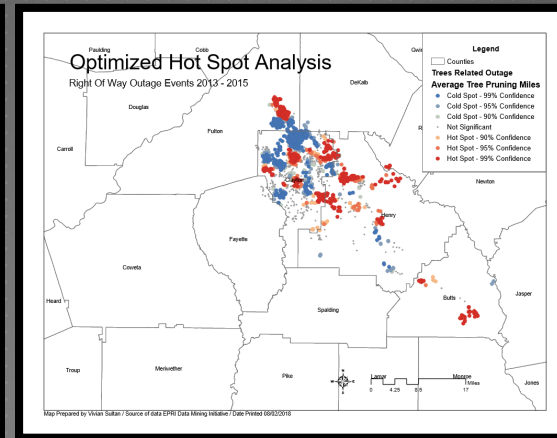 Paulding
Cobb
Optimized Hot Spot Analysis
Right Of Way Outage Events 2013 - 2015
DeKalb
Legend
Counties
Trees Related Outage
Average Tree Pruning Miles
Cold Spot - 99% Confidence
Cold Spot - 95% Confidence
Cold Spot - 90% Confidence
Not Significant
Hot Spot - 90% Confidence
Hot Spot - 95% Confidence
Hot Spot - 99% Confidence
Douglas
Fulton
Carroll
Newton
Henry
Fayette
Coweta
Heard
Butts
Jasper
Spalding
Troup
Meriwether
Pike
Lamar
Monroe
Jones
Miles
0 4.25 8.5 17
Map Prepared by Vivian Sultan / Source of data EPRI Data Mining Initiative / Date Printed 08/02/2018